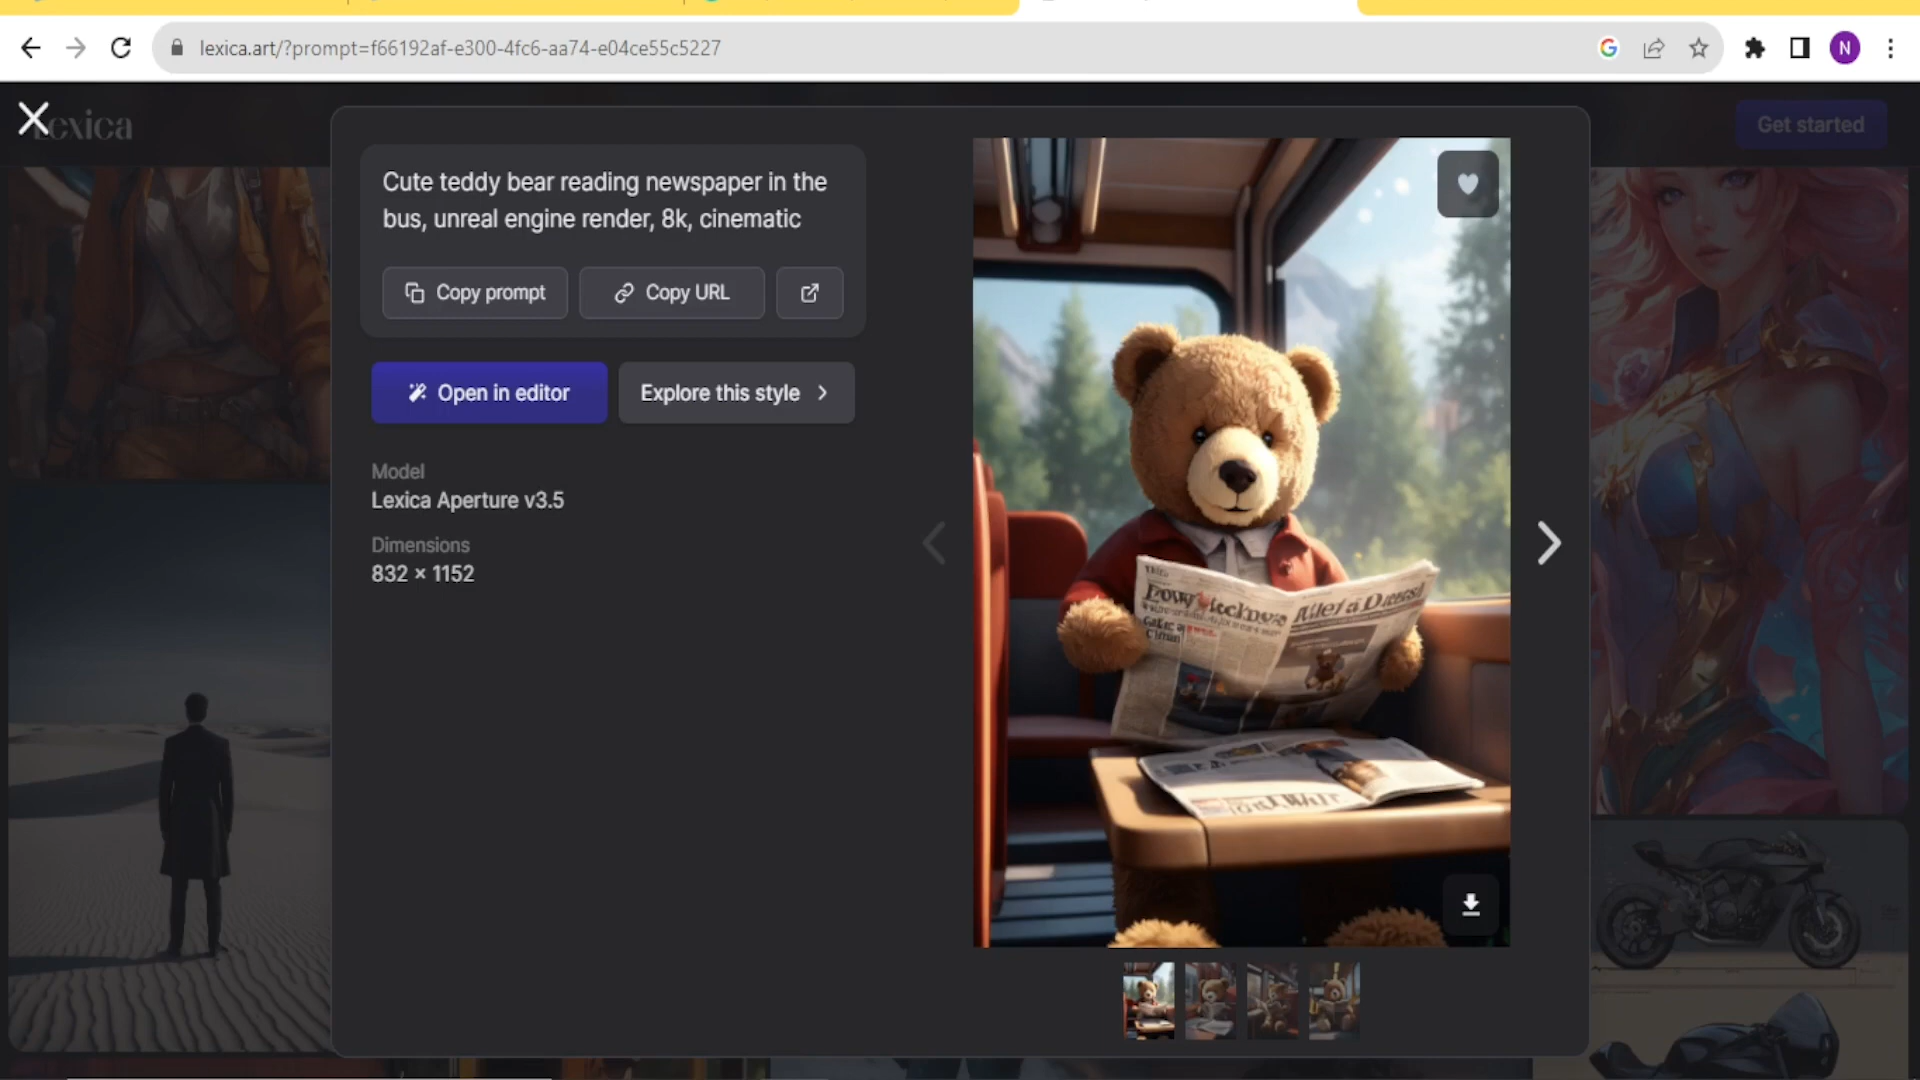 lexica.art/?prompt=f66192af-e300-4fc6-aa74-e04ce55c5227
N
Lexica
Get started
Cute teddy bear reading newspaper in the
bus, unreal engine render, 8k, cinematic
Copy prompt
Copy URL
Open in editor
Explore this style
Model
Lexica Aperture v3.5
Dimensions
832 × 1152